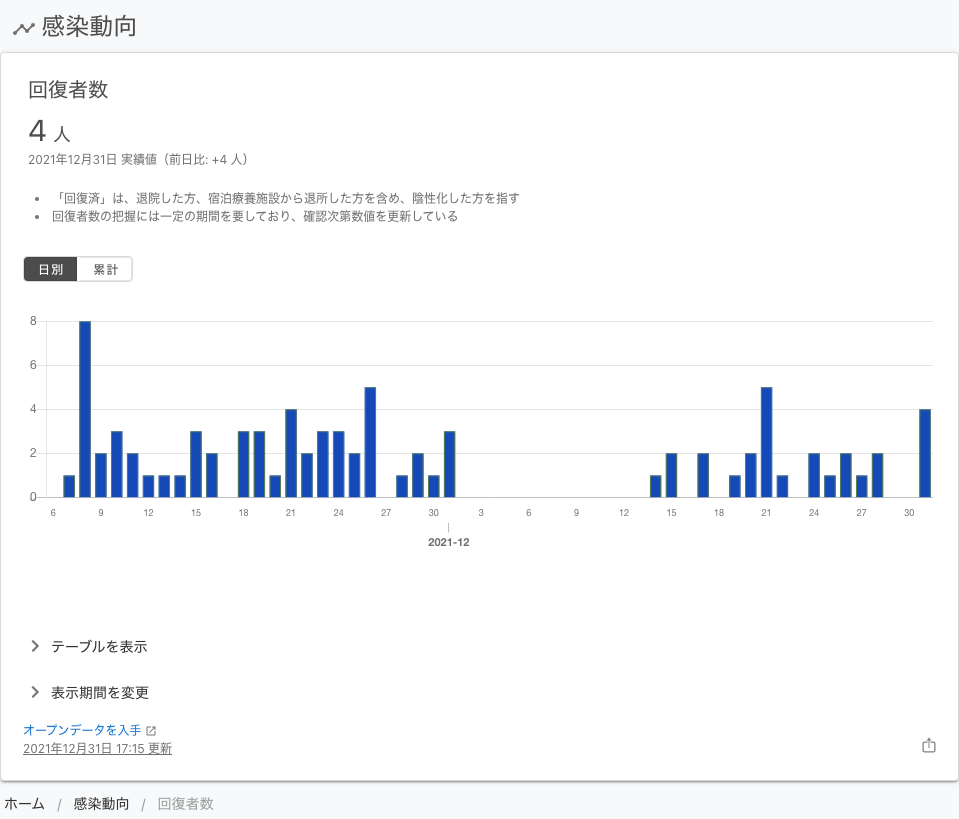 感染動向
回復者数
4 人
2021年12月31日 実績値（前日比: +4 人）
• 「回復済」は、退院した方、宿泊療養施設から退所した方を含め、陰性化した方を指す
• 回復者数の把握には一定の期間を要しており、確認次第数値を更新している
日別 累計
8
6
4
2
0
6 9 12 15 18 21 24 27 30 3 6 9 12 15 18 21 24 27 30
2021-12
テーブルを表示
表示期間を変更
オープンデータを入手
2021年12月31日 17:15 更新
ホーム / 感染動向 / 回復者数